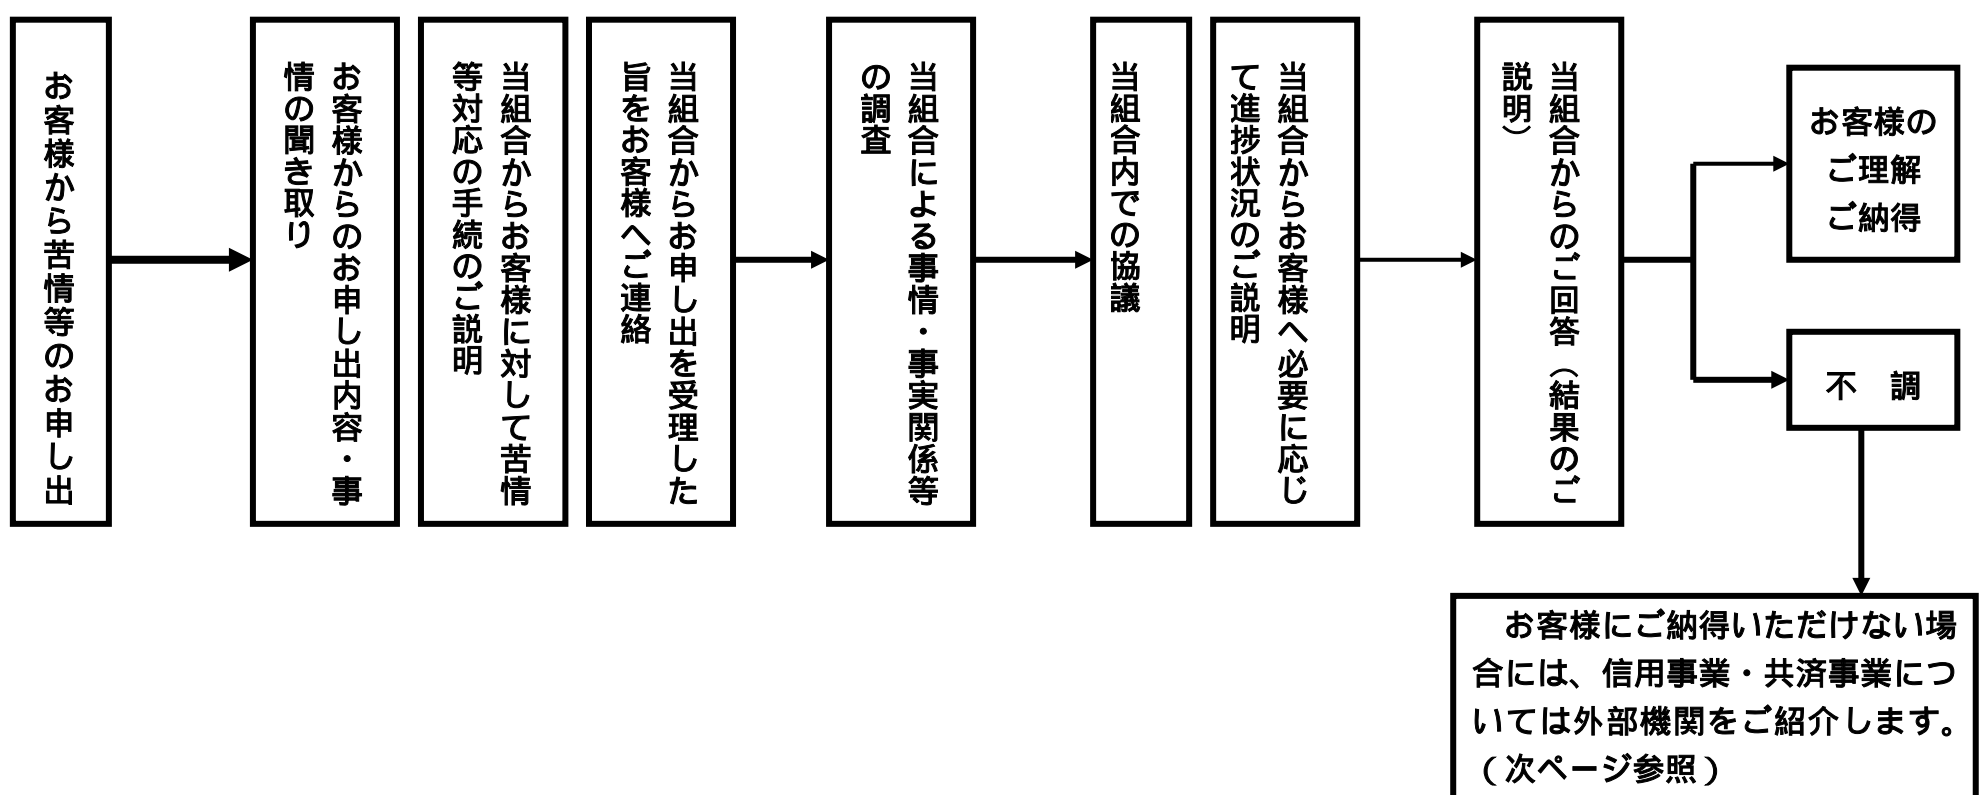 お客様から苦情等のお申し出
お客様からのお申し出内容・事
情の聞き取り
当組合からお客様に対して苦情
等対応の手続のご説明
当組合からお申し出を受理した
旨をお客様へご連絡
当組合による事情・事実関係等
の調査
当組合内での協議
当組合からお客様へ必要に応じ
て進捗状況のご説明
当組合からのご回答（結果のご
説明）
お客様の
ご理解
ご納得
不　調
お客様にご納得いただけない場
合には、信用事業・共済事業につ
いては外部機関をご紹介します。
（次ページ参照）